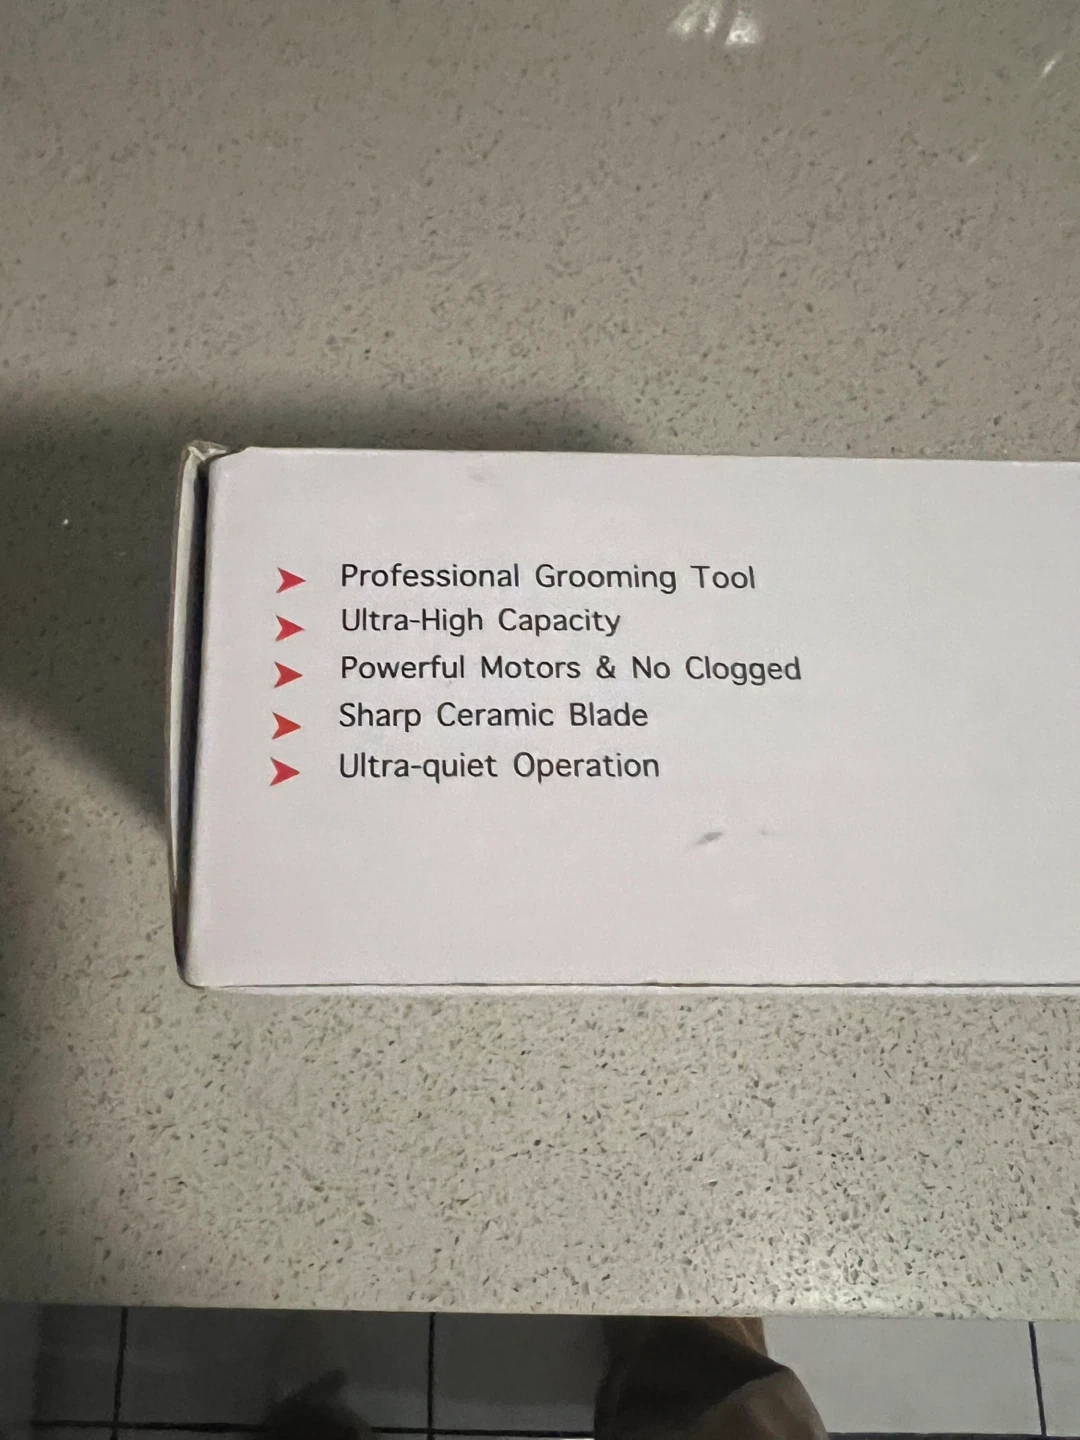 Professional Grooming Tool
Ultra-High Capacity
Powerful Motors & No Clogged
Sharp Ceramic Blade
Ultra-quiet Operation